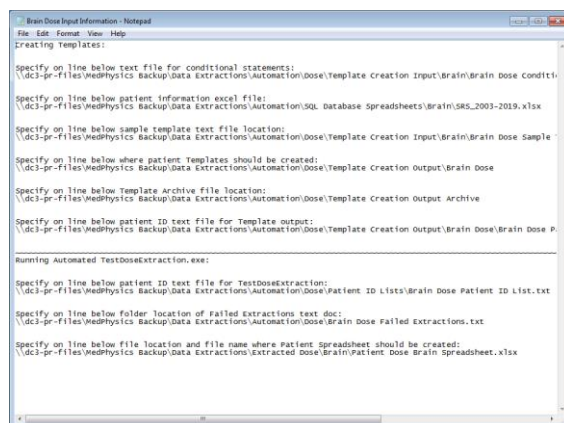 Brain Dose Input Information - Notepad
File Edit Format View Help
Creating Templates:
Specify on line below text file for conditional statements:
\\dc3-pr-files\MedPhysics Backup\Data Extractions\Automation\Dose\Template Creation Input\Brain\Brain Dose Conditi
Specify on line below patient information excel file:
\\dc3-pr-files\MedPhysics Backup\Data Extractions\Automation\SQL Database Spreadsheets\Brain\SRS_2003-2019.xlsx
Specify on line below sample template text file location:
\\dc3-pr-files\MedPhysics Backup\Data Extractions\Automation\Dose\Template Creation Input\Brain\Brain Dose Sample
Specify on line below where patient Templates should be created:
\\dc3-pr-files\MedPhysics Backup\Data Extractions\Automation\Dose\Template Creation Output\Brain Dose
Specify on line below Template Archive file location:
\\dc3-pr-files\MedPhysics Backup\Data Extractions\Automation\Dose\Template Creation Output Archive
Specify on line below patient ID text file for Template output:
\\dc3-pr-files\MedPhysics Backup\Data Extractions\Automation\Dose\Template Creation Output\Brain Dose\Brain Dose P
Running Automated TestDoseExtraction.exe:
Specify on line below patient ID text file for TestDoseExtraction:
\\dc3-pr-files\MedPhysics Backup\Data Extractions\Automation\Dose\Patient ID Lists\Brain Dose Patient ID List.txt
Specify on line below folder location of Failed Extractions text doc:
\\dc3-pr-files\MedPhysics Backup\Data Extractions\Automation\Dose\Brain Dose Failed Extractions.txt
Specify on line below file location and file name where Patient Spreadsheet should be created:
\\dc3-pr-files\MedPhysics Backup\Data Extractions\Extracted Dose\Brain\Patient Dose Brain Spreadsheet.xlsx